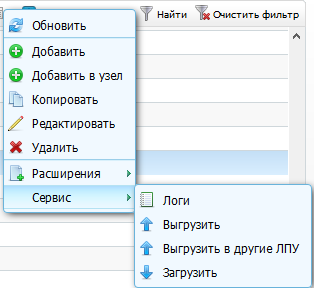 Найти Очистить фильтр
Обновить
Добавить
Добавить в узел
Копировать
Редактировать
Удалить
Расширения
Сервис
Логи
Выгрузить
Выгрузить в другие ЛПУ
Загрузить